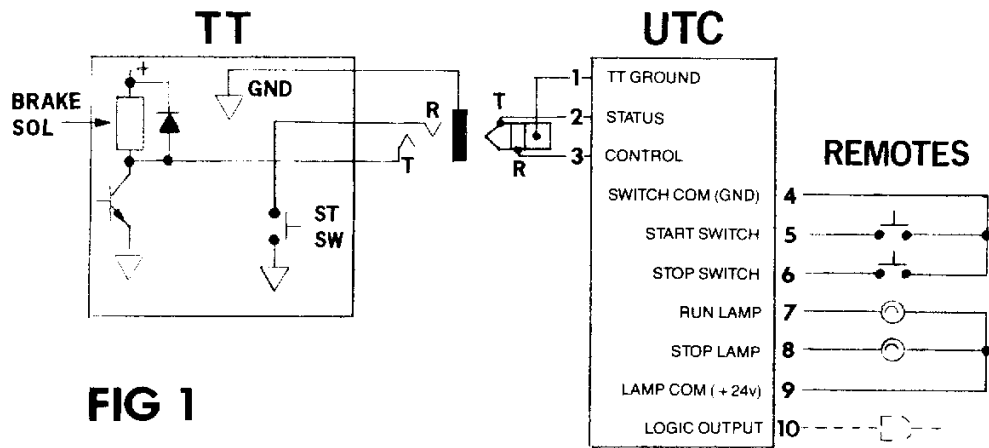 TT
UTC
BRAKE
SOL
+
GND
R
T
ST
SW
T
R
1 TT GROUND
2 STATUS
3 CONTROL
REMOTES
SWITCH COM (GND) 4
START SWITCH 5
STOP SWITCH 6
RUN LAMP 7
STOP LAMP 8
LAMP COM ( + 24v) 9
LOGIC OUTPUT 10
FIG 1